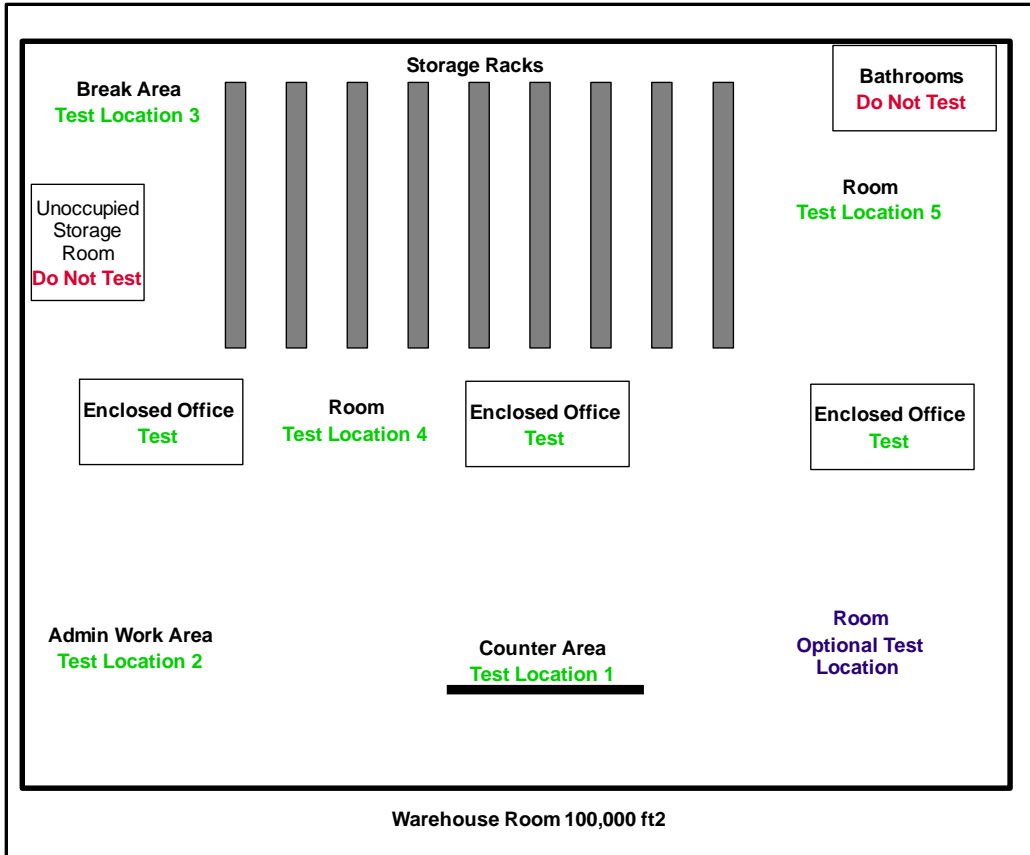 Storage Racks
Break Area
Test Location 3
Bathrooms
Do Not Test
Unoccupied
Storage
Room
Do Not Test
Room
Test Location 5
Enclosed Office
Test
Room
Test Location 4
Enclosed Office
Test
Enclosed Office
Test
Admin Work Area
Test Location 2
Counter Area
Test Location 1
Room
Optional Test
Location
Warehouse Room 100,000 ft2